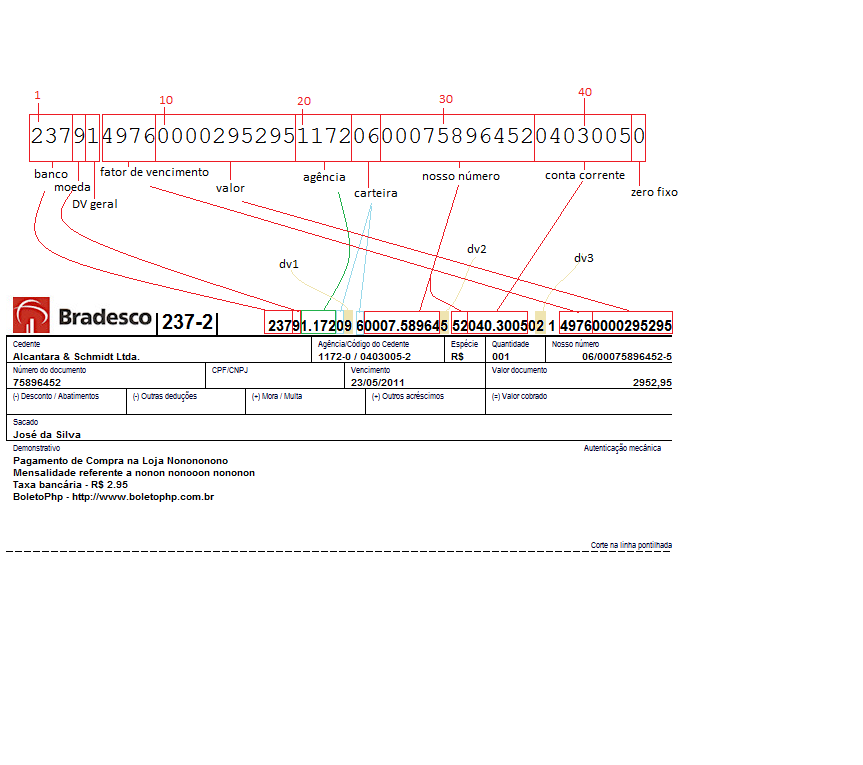 1
10
20
30
40
23791497600002952951172060007589645204030050
banco
moeda
DV geral
fator de vencimento
valor
agência
carteira
nosso número
conta corrente
zero fixo
dv1
dv2
dv3
Bradesco 237-2 23791.17209 60007.589645 52040.300502 1 49760000295295
Cedente Agência/Código do Cedente Espécie Quantidade Nosso número
Alcantara & Schmidt Ltda. 1172-0 / 0403005-2 R$ 001 06/00075896452-5
Número do documento CPF/CNPJ Vencimento Valor documento
75896452 23/05/2011 2952,95
(-) Desconto / Abatimentos (-) Outras deduções (+) Mora / Multa (+) Outros acréscimos (=) Valor cobrado
Sacado
José da Silva
Demonstrativo Autenticação mecânica
Pagamento de Compra na Loja Nonononono
Mensalidade referente a nonon nonooon nononon
Taxa bancária - R$ 2.95
BoletoPhp - http://www.boletophp.com.br
Corte na linha pontilhada